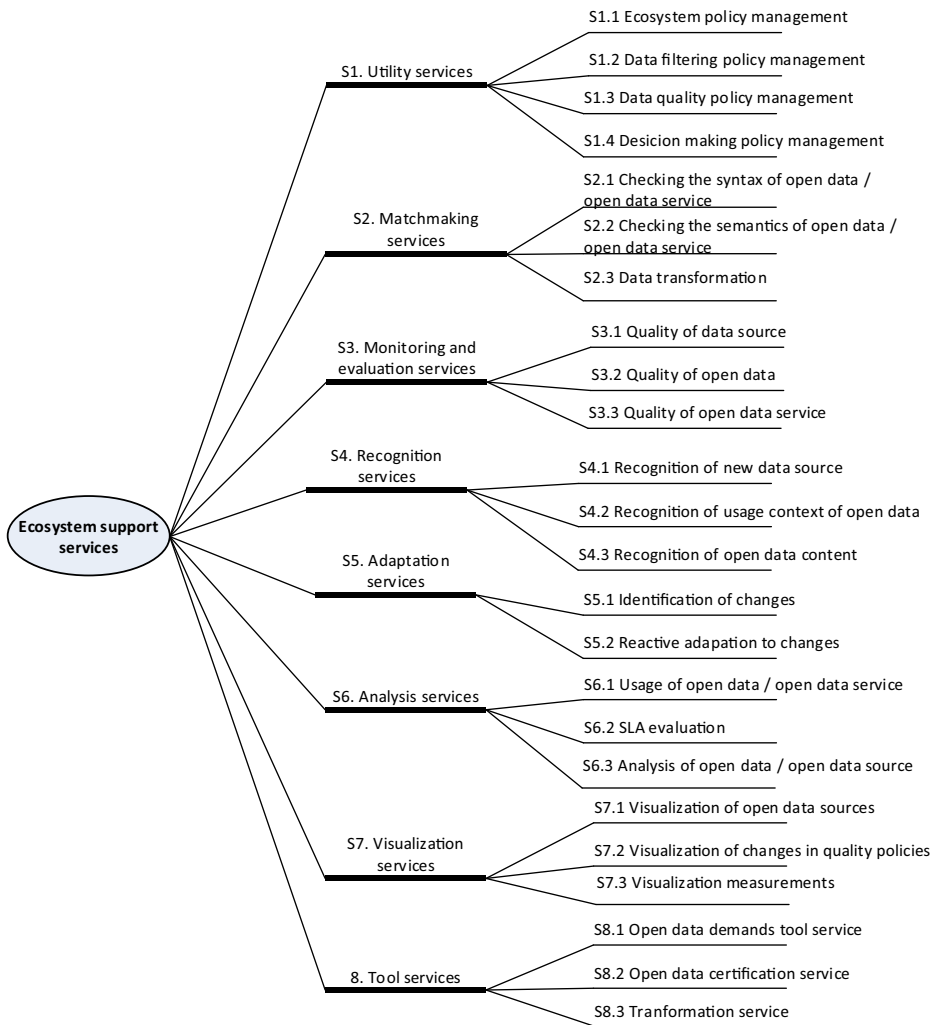 Ecosystem support
services
S1. Utility services
S1.1 Ecosystem policy management
S1.2 Data filtering policy management
S1.3 Data quality policy management
S1.4 Desicion making policy management
S2. Matchmaking
services
S2.1 Checking the syntax of open data /
open data service
S2.2 Checking the semantics of open data /
open data service
S2.3 Data transformation
S3. Monitoring and
evaluation services
S3.1 Quality of data source
S3.2 Quality of open data
S3.3 Quality of open data service
S4. Recognition
services
S4.1 Recognition of new data source
S4.2 Recognition of usage context of open data
S4.3 Recognition of open data content
S5. Adaptation
services
S5.1 Identification of changes
S5.2 Reactive adapation to changes
S6. Analysis services
S6.1 Usage of open data / open data service
S6.2 SLA evaluation
S6.3 Analysis of open data / open data source
S7. Visualization
services
S7.1 Visualization of open data sources
S7.2 Visualization of changes in quality policies
S7.3 Visualization measurements
8. Tool services
S8.1 Open data demands tool service
S8.2 Open data certification service
S8.3 Tranformation service